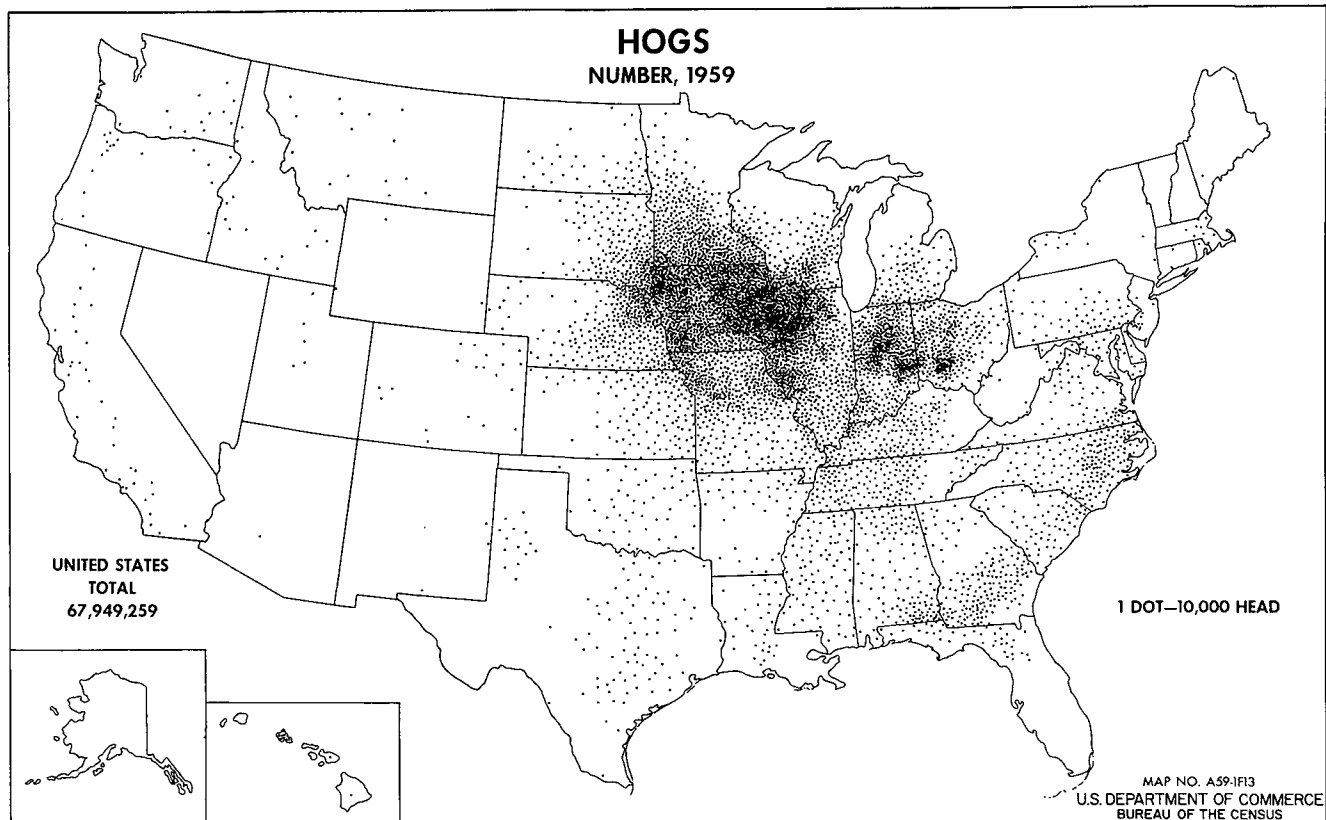 HOGS
NUMBER, 1959
UNITED STATES
TOTAL
67,949,259
1 DOT—10,000 HEAD
MAP NO. A59-1F13
U.S. DEPARTMENT OF COMMERCE
BUREAU OF THE CENSUS